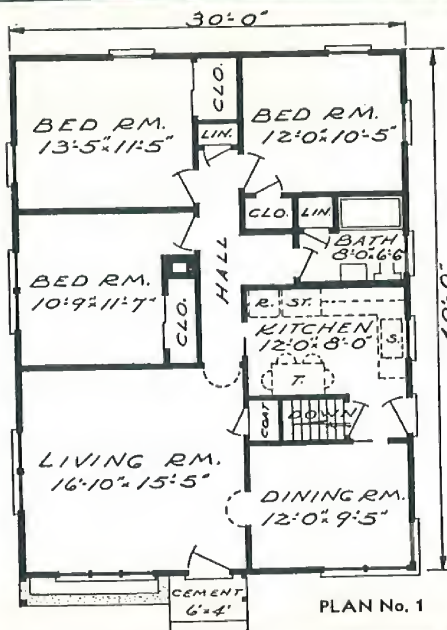 30'-0"
BED RM.
13'-5"x11'-5"
CLO.
LIN.
BED RM.
12'-0"x10'-5"
CLO.
LIN.
BATH
8'-0"x6'-6"
BED RM.
10'-9"x11'-7"
CLO.
HALL
R.
ST.
KITCHEN
12'-0"x8'-0"
S.
T.
40'-0"
COAT
DOWN
LIVING RM.
16'-10"x15'-5"
DINING RM.
12'-0"x9'-5"
CEMENT
6'x4'
PLAN No. 1